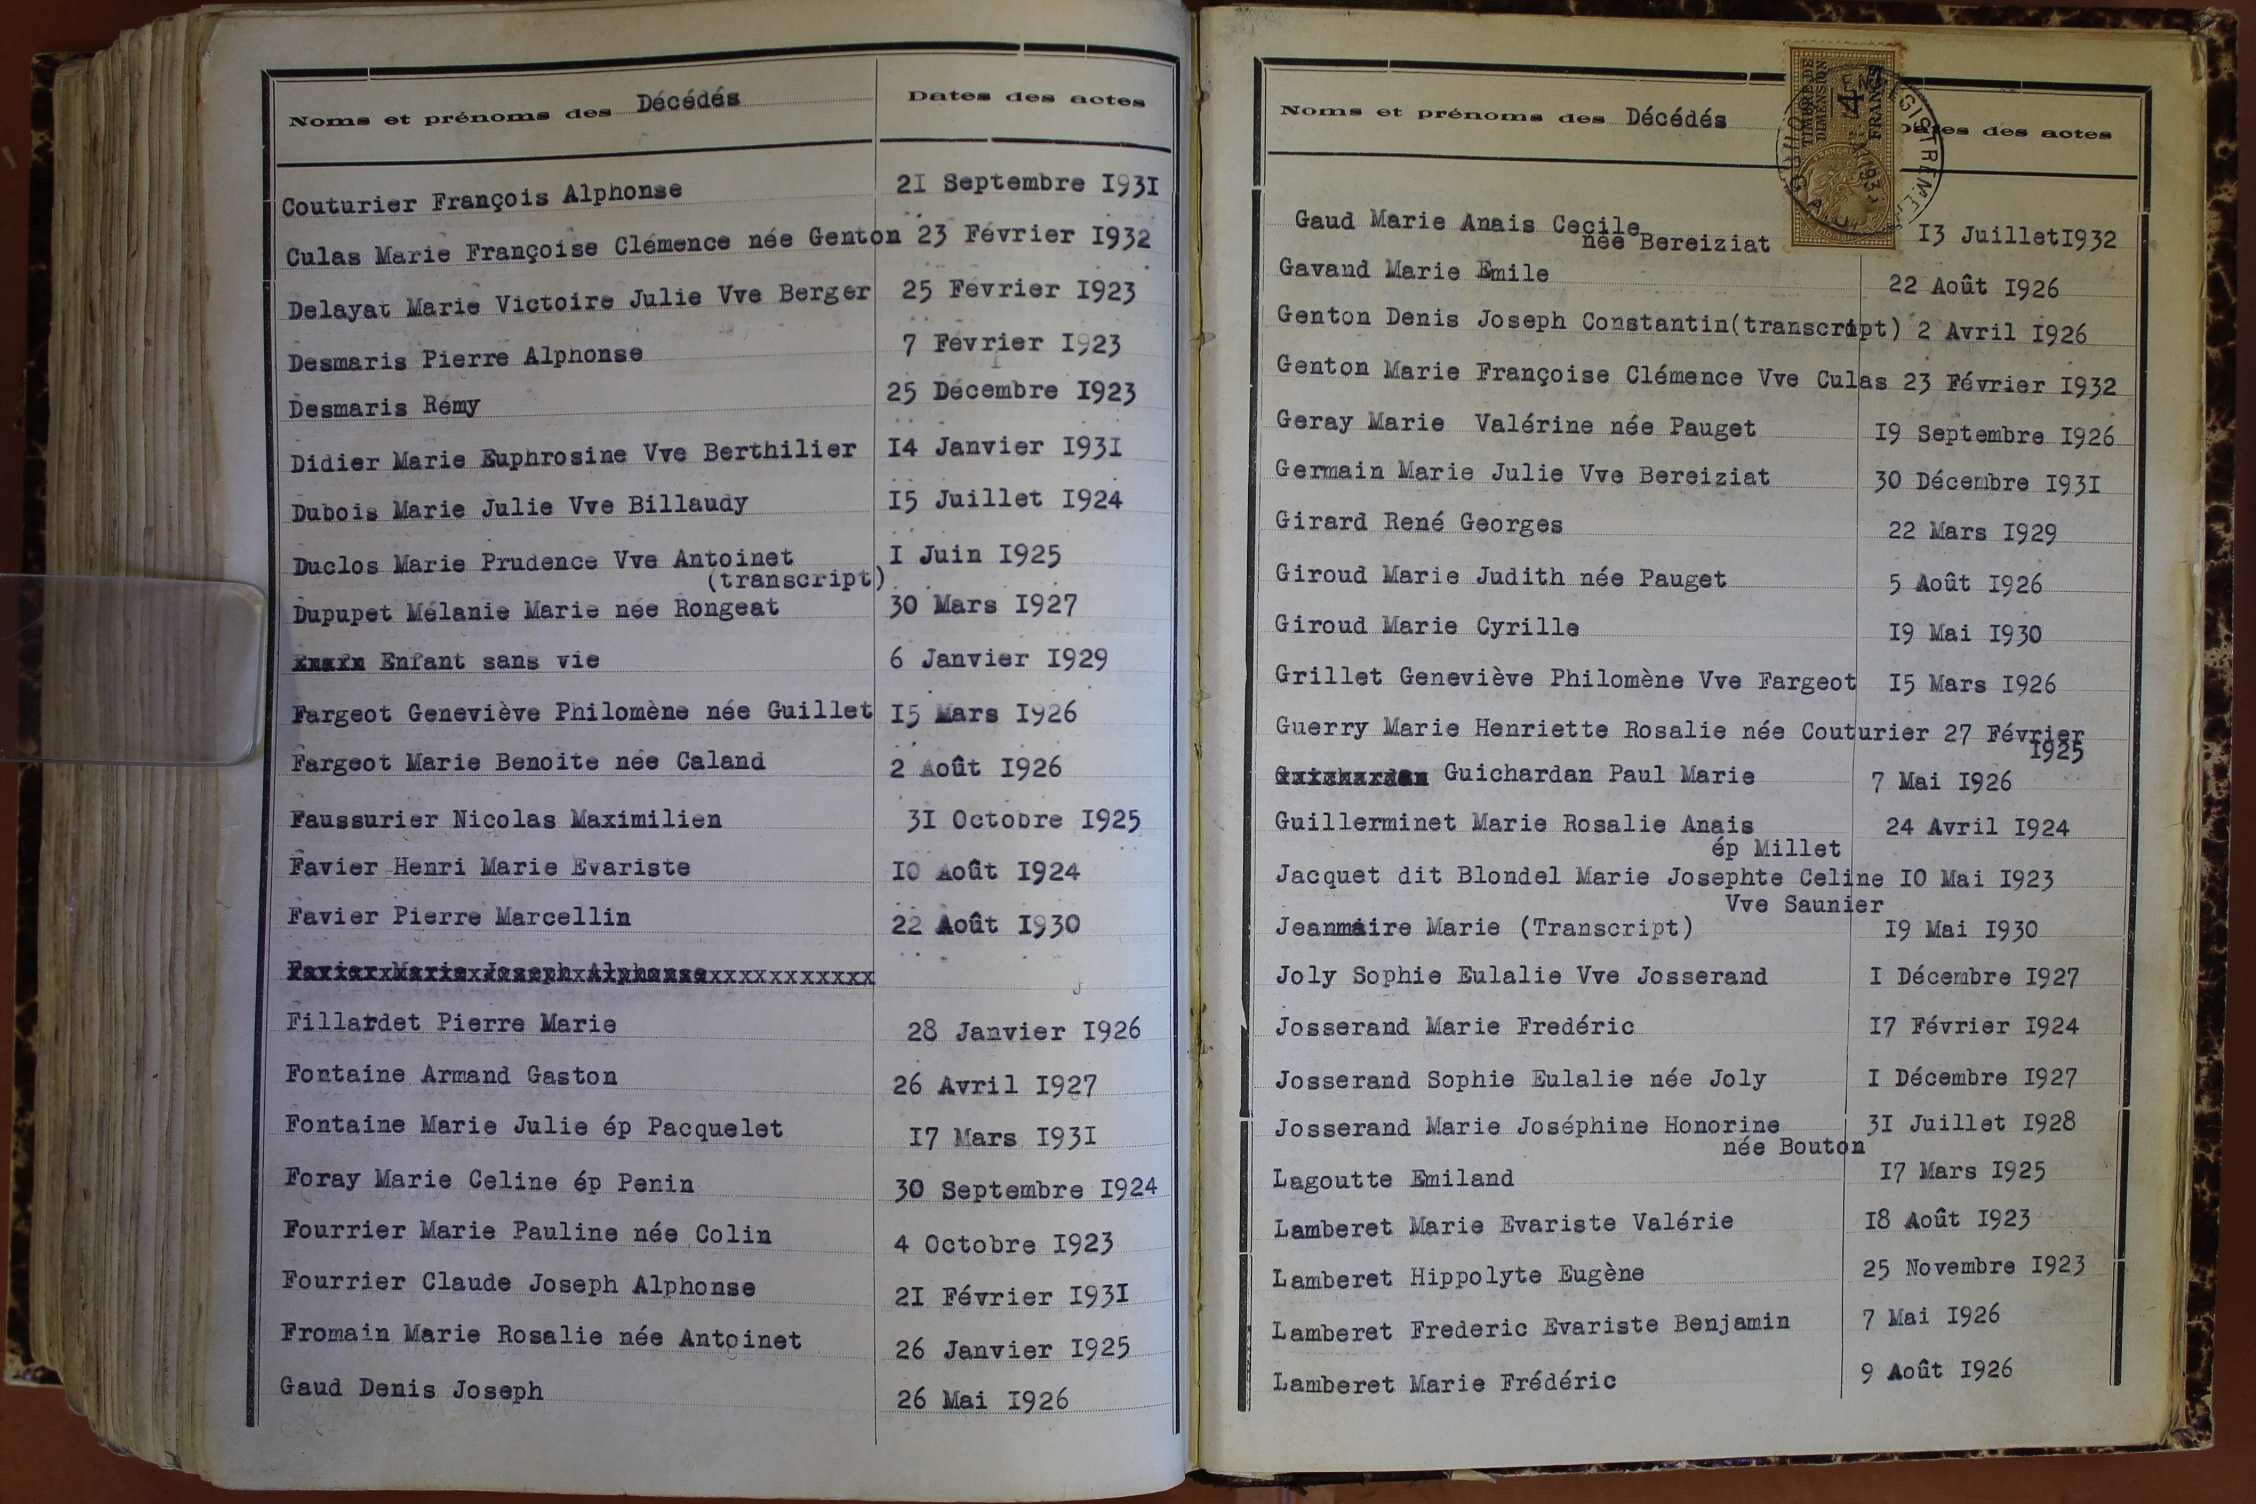 Noms et prénoms des Décédés Dates des actes
Couturier François Alphonse 21 Septembre 1931
Culas Marie Françoise Clémence née Genton 23 Février 1932
Delayat Marie Victoire Julie Vve Berger 25 Février 1923
Desmaris Pierre Alphonse 7 Février 1923
Desmaris Rémy 25 Décembre 1923
Didier Marie Euphrosine Vve Berthilier 14 Janvier 1931
Dubois Marie Julie Vve Billaudy 15 Juillet 1924
Duclos Marie Prudence Vve Antoinet 1 Juin 1925
(transcript)
Dupupet Mélanie Marie née Rongeat 30 Mars 1927
Enfant sans vie 6 Janvier 1929
Fargeot Geneviève Philomène née Guillet 15 Mars 1926
Fargeot Marie Benoite née Caland 2 Août 1926
Faussurier Nicolas Maximilien 31 Octobre 1925
Favier Henri Marie Evariste 10 Août 1924
Favier Pierre Marcellin 22 Août 1930
Favier Marie Joseph Alphonse xxxxxxxxxxx
Fillardet Pierre Marie 28 Janvier 1926
Fontaine Armand Gaston 26 Avril 1927
Fontaine Marie Julie ép Pacquelet 17 Mars 1931
Foray Marie Celine ép Penin 30 Septembre 1924
Fourrier Marie Pauline née Colin 4 Octobre 1923
Fourrier Claude Joseph Alphonse 21 Février 1931
Fromain Marie Rosalie née Antoinet 26 Janvier 1925
Gaud Denis Joseph 26 Mai 1926
Noms et prénoms des Décédés Dates des actes
TIMBRE DE
DIMENSION
4
FRANCS
Gaud Marie Anais Cecile
née Bereiziat 13 Juillet1932
Gavand Marie Emile 22 Août 1926
Genton Denis Joseph Constantin(transcript) 2 Avril 1926
Genton Marie Françoise Clémence Vve Culas 23 Février 1932
Geray Marie Valérine née Pauget 19 Septembre 1926
Germain Marie Julie Vve Bereiziat 30 Décembre 1931
Girard René Georges 22 Mars 1929
Giroud Marie Judith née Pauget 5 Août 1926
Giroud Marie Cyrille 19 Mai 1930
Grillet Geneviève Philomène Vve Fargeot 15 Mars 1926
Guerry Marie Henriette Rosalie née Couturier 27 Février
1925
Guichardan Guichardan Paul Marie 7 Mai 1926
Guillerminet Marie Rosalie Anais 24 Avril 1924
ép Millet
Jacquet dit Blondel Marie Josephte Celine 10 Mai 1923
Vve Saunier
Jeanmaire Marie (Transcript) 19 Mai 1930
Joly Sophie Eulalie Vve Josserand 1 Décembre 1927
Josserand Marie Fredéric 17 Février 1924
Josserand Sophie Eulalie née Joly 1 Décembre 1927
Josserand Marie Joséphine Honorine 31 Juillet 1928
née Bouton
Lagoutte Emiland 17 Mars 1925
Lamberet Marie Evariste Valérie 18 Août 1923
Lamberet Hippolyte Eugène 25 Novembre 1923
Lamberet Frederic Evariste Benjamin 7 Mai 1926
Lamberet Marie Frédéric 9 Août 1926